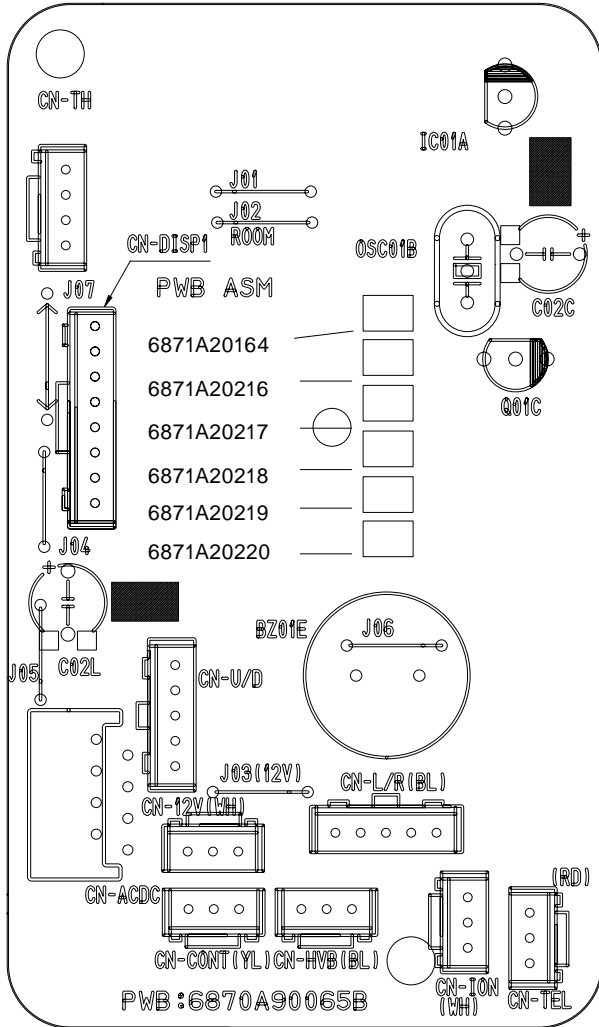 CN-TH
IC01A
J01
J02
ROOM
CN-DISP1
OSC01B
+
J07
PWB ASM
C02C
6871A20164
6871A20216
Q01C
6871A20217
6871A20218
6871A20219
J04
6871A20220
+
BZ01E
J06
J05
C02L
CN-U/D
J03(12V)
CN-L/R(BL)
CN-12V(WH)
(RD)
CN-ACDC
CN-CONT(YL)
CN-HVB(BL)
CN-ION
(WH)
CN-TEL
PWB:6870A90065B